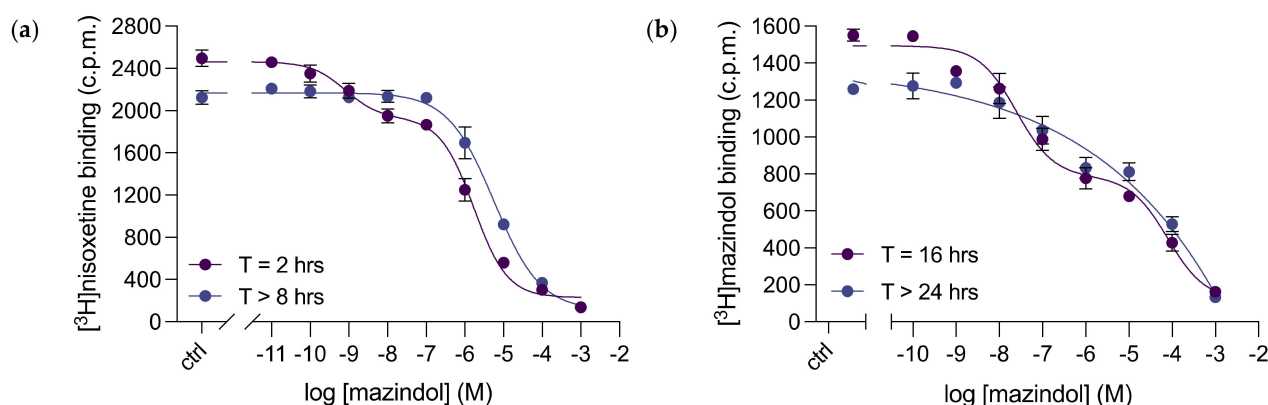 (a)
[³H]nisoxetine binding (c.p.m.)
2800
2400
2000
1600
1200
800
400
0
T = 2 hrs
T > 8 hrs
ctrl
-11 -10 -9 -8 -7 -6 -5 -4 -3 -2
log [mazindol] (M)
(b)
[³H]mazindol binding (c.p.m.)
1600
1400
1200
1000
800
600
400
200
0
T = 16 hrs
T > 24 hrs
ctrl
-10 -9 -8 -7 -6 -5 -4 -3 -2
log [mazindol] (M)